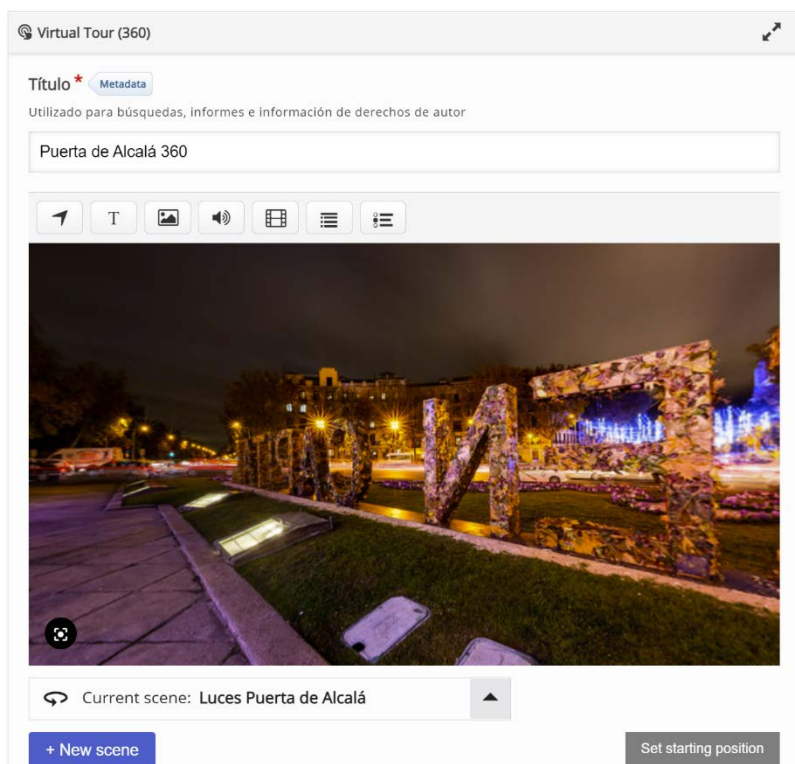 Virtual Tour (360)
Título * Metadata
Utilizado para búsquedas, informes e información de derechos de autor
Puerta de Alcalá 360
T
Current scene: Luces Puerta de Alcalá
+ New scene
Set starting position